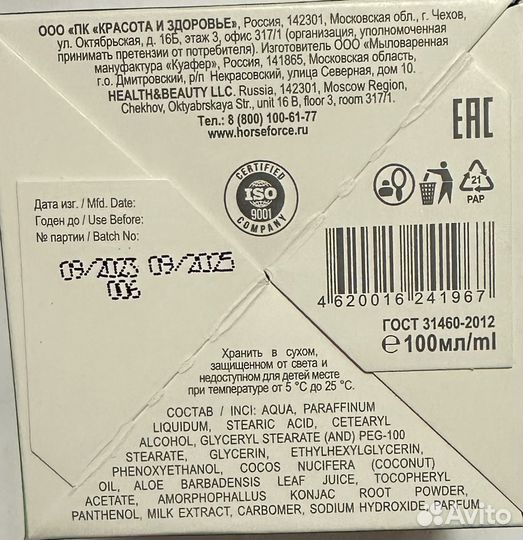 ООО «ПК «КРАСОТА И ЗДОРОВЬЕ», Россия, 142301, Московская обл., г. Чехов,
ул. Октябрьская, д. 16Б, этаж 3, офис 317/1 (организация, уполномоченная
принимать претензии от потребителя). Изготовитель ООО «Мыловаренная
мануфактура «Куафер», Россия, 141865, Московская область,
г.о. Дмитровский, р/п Некрасовский, улица Северная, дом 10.
HEALTH&BEAUTY LLC. Russia, 142301, Moscow Region,
Chekhov, Oktyabrskaya Str., unit 16 B, floor 3, room 317/1.
Тел.: 8 (800) 100-61-77
www.horseforce.ru
EAC
CERTIFIED
ISO
9001
COMPANY
21
PAP
Дата изг. / Mfd. Date:
Годен до / Use Before:
№ партии / Batch No:
09/2023 09/2025
006
4 620016 241967
ГОСТ 31460-2012
℮100мл/ml
Хранить в сухом,
защищенном от света и
недоступном для детей месте
при температуре от 5 °C до 25 °C.
СОСТАВ / INCI: AQUA, PARAFFINUM
LIQUIDUM, STEARIC ACID, CETEARYL
ALCOHOL, GLYCERYL STEARATE (AND) PEG-100
STEARATE, GLYCERIN, ETHYLHEXYLGLYCERIN,
PHENOXYETHANOL, COCOS NUCIFERA (COCONUT)
OIL, ALOE BARBADENSIS LEAF JUICE, TOCOPHERYL
ACETATE, AMORPHOPHALLUS KONJAC ROOT POWDER,
PANTHENOL, MILK EXTRACT, CARBOMER, SODIUM HYDROXIDE, PARFUM
Avito